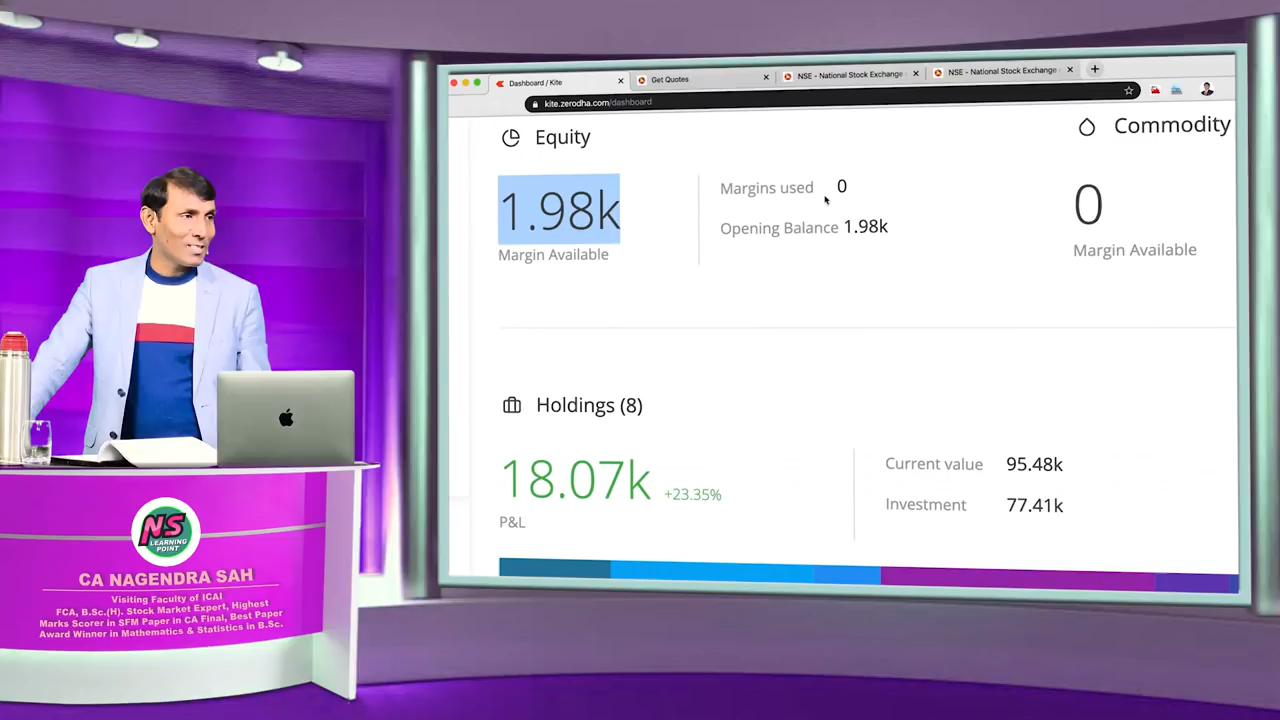 Dashboard / Kite
Get Quotes
NSE - National Stock Exchange
NSE - National Stock Exchange
kite.zerodha.com/dashboard
Equity
Commodity
1.98k
Margin Available
Margins used 0
Opening Balance 1.98k
0
Margin Available
Holdings (8)
18.07k +23.35%
P&L
Current value 95.48k
Investment 77.41k
NS
LEARNING
POINT
CA NAGENDRA SAH
Visiting Faculty of ICAI
FCA, B.Sc.(H). Stock Market Expert, Highest
Marks Scorer in SFM Paper in CA Final, Best Paper
Award Winner in Mathematics & Statistics in B.Sc.